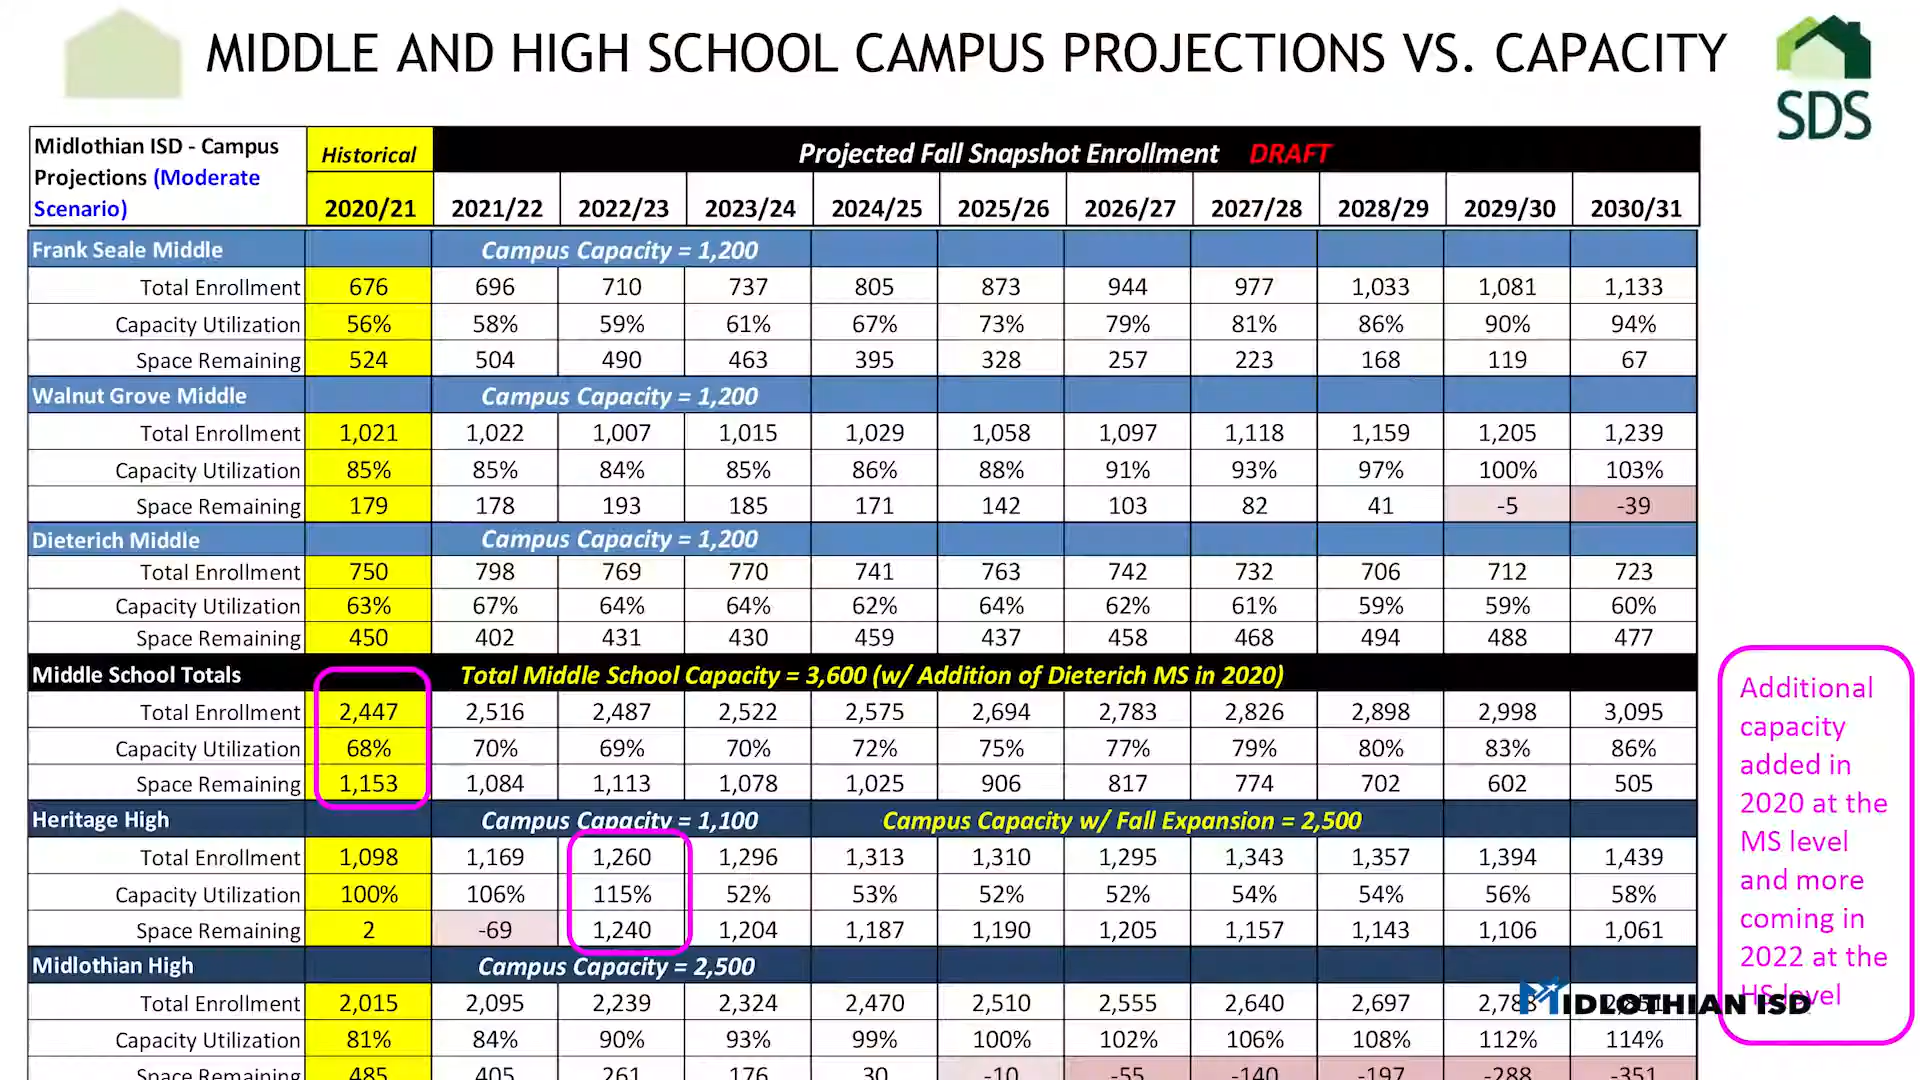 MIDDLE AND HIGH SCHOOL CAMPUS PROJECTIONS VS. CAPACITY
SDS
Midlothian ISD - Campus Projections (Moderate Scenario) Historical Projected Fall Snapshot Enrollment DRAFT
2020/21 2021/22 2022/23 2023/24 2024/25 2025/26 2026/27 2027/28 2028/29 2029/30 2030/31
Frank Seale Middle Campus Capacity = 1,200
Total Enrollment 676 696 710 737 805 873 944 977 1,033 1,081 1,133
Capacity Utilization 56% 58% 59% 61% 67% 73% 79% 81% 86% 90% 94%
Space Remaining 524 504 490 463 395 328 257 223 168 119 67
Walnut Grove Middle Campus Capacity = 1,200
Total Enrollment 1,021 1,022 1,007 1,015 1,029 1,058 1,097 1,118 1,159 1,205 1,239
Capacity Utilization 85% 85% 84% 85% 86% 88% 91% 93% 97% 100% 103%
Space Remaining 179 178 193 185 171 142 103 82 41 -5 -39
Dieterich Middle Campus Capacity = 1,200
Total Enrollment 750 798 769 770 741 763 742 732 706 712 723
Capacity Utilization 63% 67% 64% 64% 62% 64% 62% 61% 59% 59% 60%
Space Remaining 450 402 431 430 459 437 458 468 494 488 477
Middle School Totals Total Middle School Capacity = 3,600 (w/ Addition of Dieterich MS in 2020)
Total Enrollment 2,447 2,516 2,487 2,522 2,575 2,694 2,783 2,826 2,898 2,998 3,095
Capacity Utilization 68% 70% 69% 70% 72% 75% 77% 79% 80% 83% 86%
Space Remaining 1,153 1,084 1,113 1,078 1,025 906 817 774 702 602 505
Heritage High Campus Capacity = 1,100 Campus Capacity w/ Fall Expansion = 2,500
Total Enrollment 1,098 1,169 1,260 1,296 1,313 1,310 1,295 1,343 1,357 1,394 1,439
Capacity Utilization 100% 106% 115% 52% 53% 52% 52% 54% 54% 56% 58%
Space Remaining 2 -69 1,240 1,204 1,187 1,190 1,205 1,157 1,143 1,106 1,061
Midlothian High Campus Capacity = 2,500
Total Enrollment 2,015 2,095 2,239 2,324 2,470 2,510 2,555 2,640 2,697 2,788
Capacity Utilization 81% 84% 90% 93% 99% 100% 102% 106% 108% 112% 114%
Space Remaining 485 405 261 176 30 -10 -55 -140 -197 -288 -351
Additional
capacity
added in
2020 at the
MS level
and more
coming in
2022 at the
HS level
MIDLOTHIAN ISD